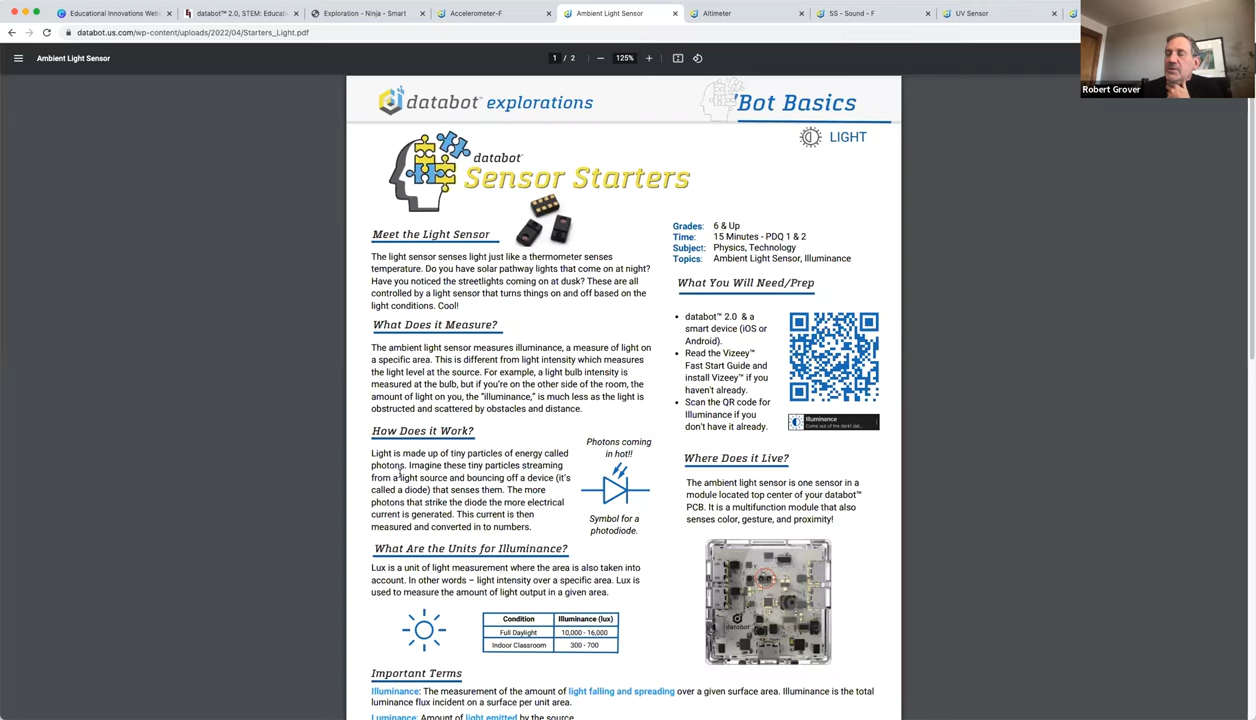 Educational Innovations Web
databot™ 2.0, STEM: Educati
Exploration - Ninja - Smart
Accelerometer-F
Ambient Light Sensor
Altimeter
SS - Sound - F
UV Sensor
databot.us.com/wp-content/uploads/2022/04/Starters_Light.pdf
Ambient Light Sensor
1 / 2
125%
Robert Grover
databot™ explorations
'Bot Basics
LIGHT
databot™
Sensor Starters
Meet the Light Sensor
The light sensor senses light just like a thermometer senses
temperature. Do you have solar pathway lights that come on at night?
Have you noticed the streetlights coming on at dusk? These are all
controlled by a light sensor that turns things on and off based on the
light conditions. Cool!
What Does it Measure?
The ambient light sensor measures illuminance, a measure of light on
a specific area. This is different from light intensity which measures
the light level at the source. For example, a light bulb intensity is
measured at the bulb, but if you're on the other side of the room, the
amount of light on you, the "illuminance," is much less as the light is
obstructed and scattered by obstacles and distance.
How Does it Work?
Light is made up of tiny particles of energy called
photons. Imagine these tiny particles streaming
from a light source and bouncing off a device (it's
called a diode) that senses them. The more
photons that strike the diode the more electrical
current is generated. This current is then
measured and converted in to numbers.
Photons coming
in hot!!
Symbol for a
photodiode.
What Are the Units for Illuminance?
Lux is a unit of light measurement where the area is also taken into
account. In other words – light intensity over a specific area. Lux is
used to measure the amount of light output in a given area.
Condition Illuminance (lux)
Full Daylight 10,000 - 16,000
Indoor Classroom 300 - 700
Grades: 6 & Up
Time: 15 Minutes - PDQ 1 & 2
Subject: Physics, Technology
Topics: Ambient Light Sensor, Illuminance
What You Will Need/Prep
• databot™ 2.0 & a
smart device (iOS or
Android).
• Read the Vizeey™
Fast Start Guide and
install Vizeey™ if you
haven't already.
• Scan the QR code for
Illuminance if you
don't have it already.
Illuminance
Come out of the dark! dat...
Where Does it Live?
The ambient light sensor is one sensor in a
module located top center of your databot™
PCB. It is a multifunction module that also
senses color, gesture, and proximity!
databot
Important Terms
Illuminance: The measurement of the amount of light falling and spreading over a given surface area. Illuminance is the total
luminance flux incident on a surface per unit area.
Luminance: Amount of light emitted by the source